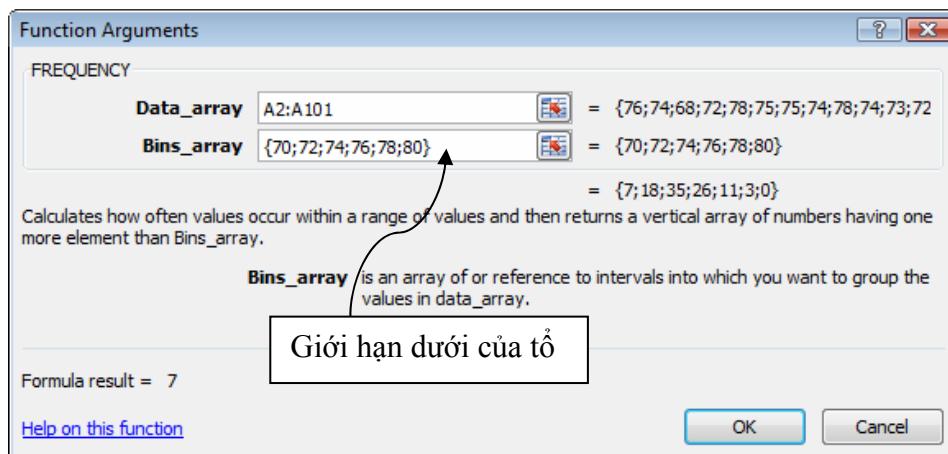 Function Arguments
FREQUENCY
Data_array A2:A101 = {76;74;68;72;78;75;75;74;78;74;73;72
Bins_array {70;72;74;76;78;80} = {70;72;74;76;78;80}
= {7;18;35;26;11;3;0}
Calculates how often values occur within a range of values and then returns a vertical array of numbers having one
more element than Bins_array.
Bins_array is an array of or reference to intervals into which you want to group the
values in data_array.
Giới hạn dưới của tổ
Formula result = 7
Help on this function
OK Cancel